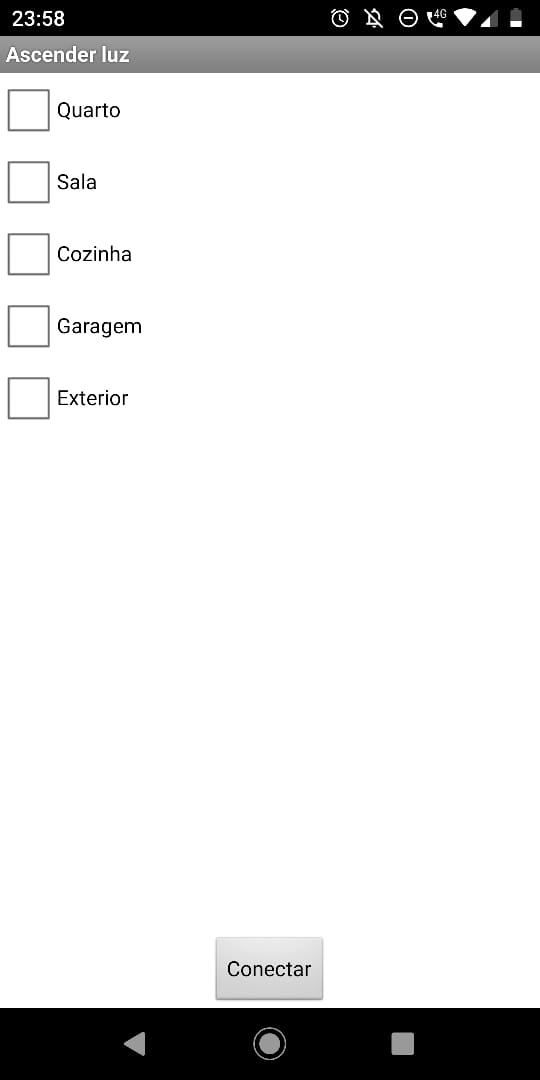 23:58
4G
Ascender luz
Quarto
Sala
Cozinha
Garagem
Exterior
Conectar